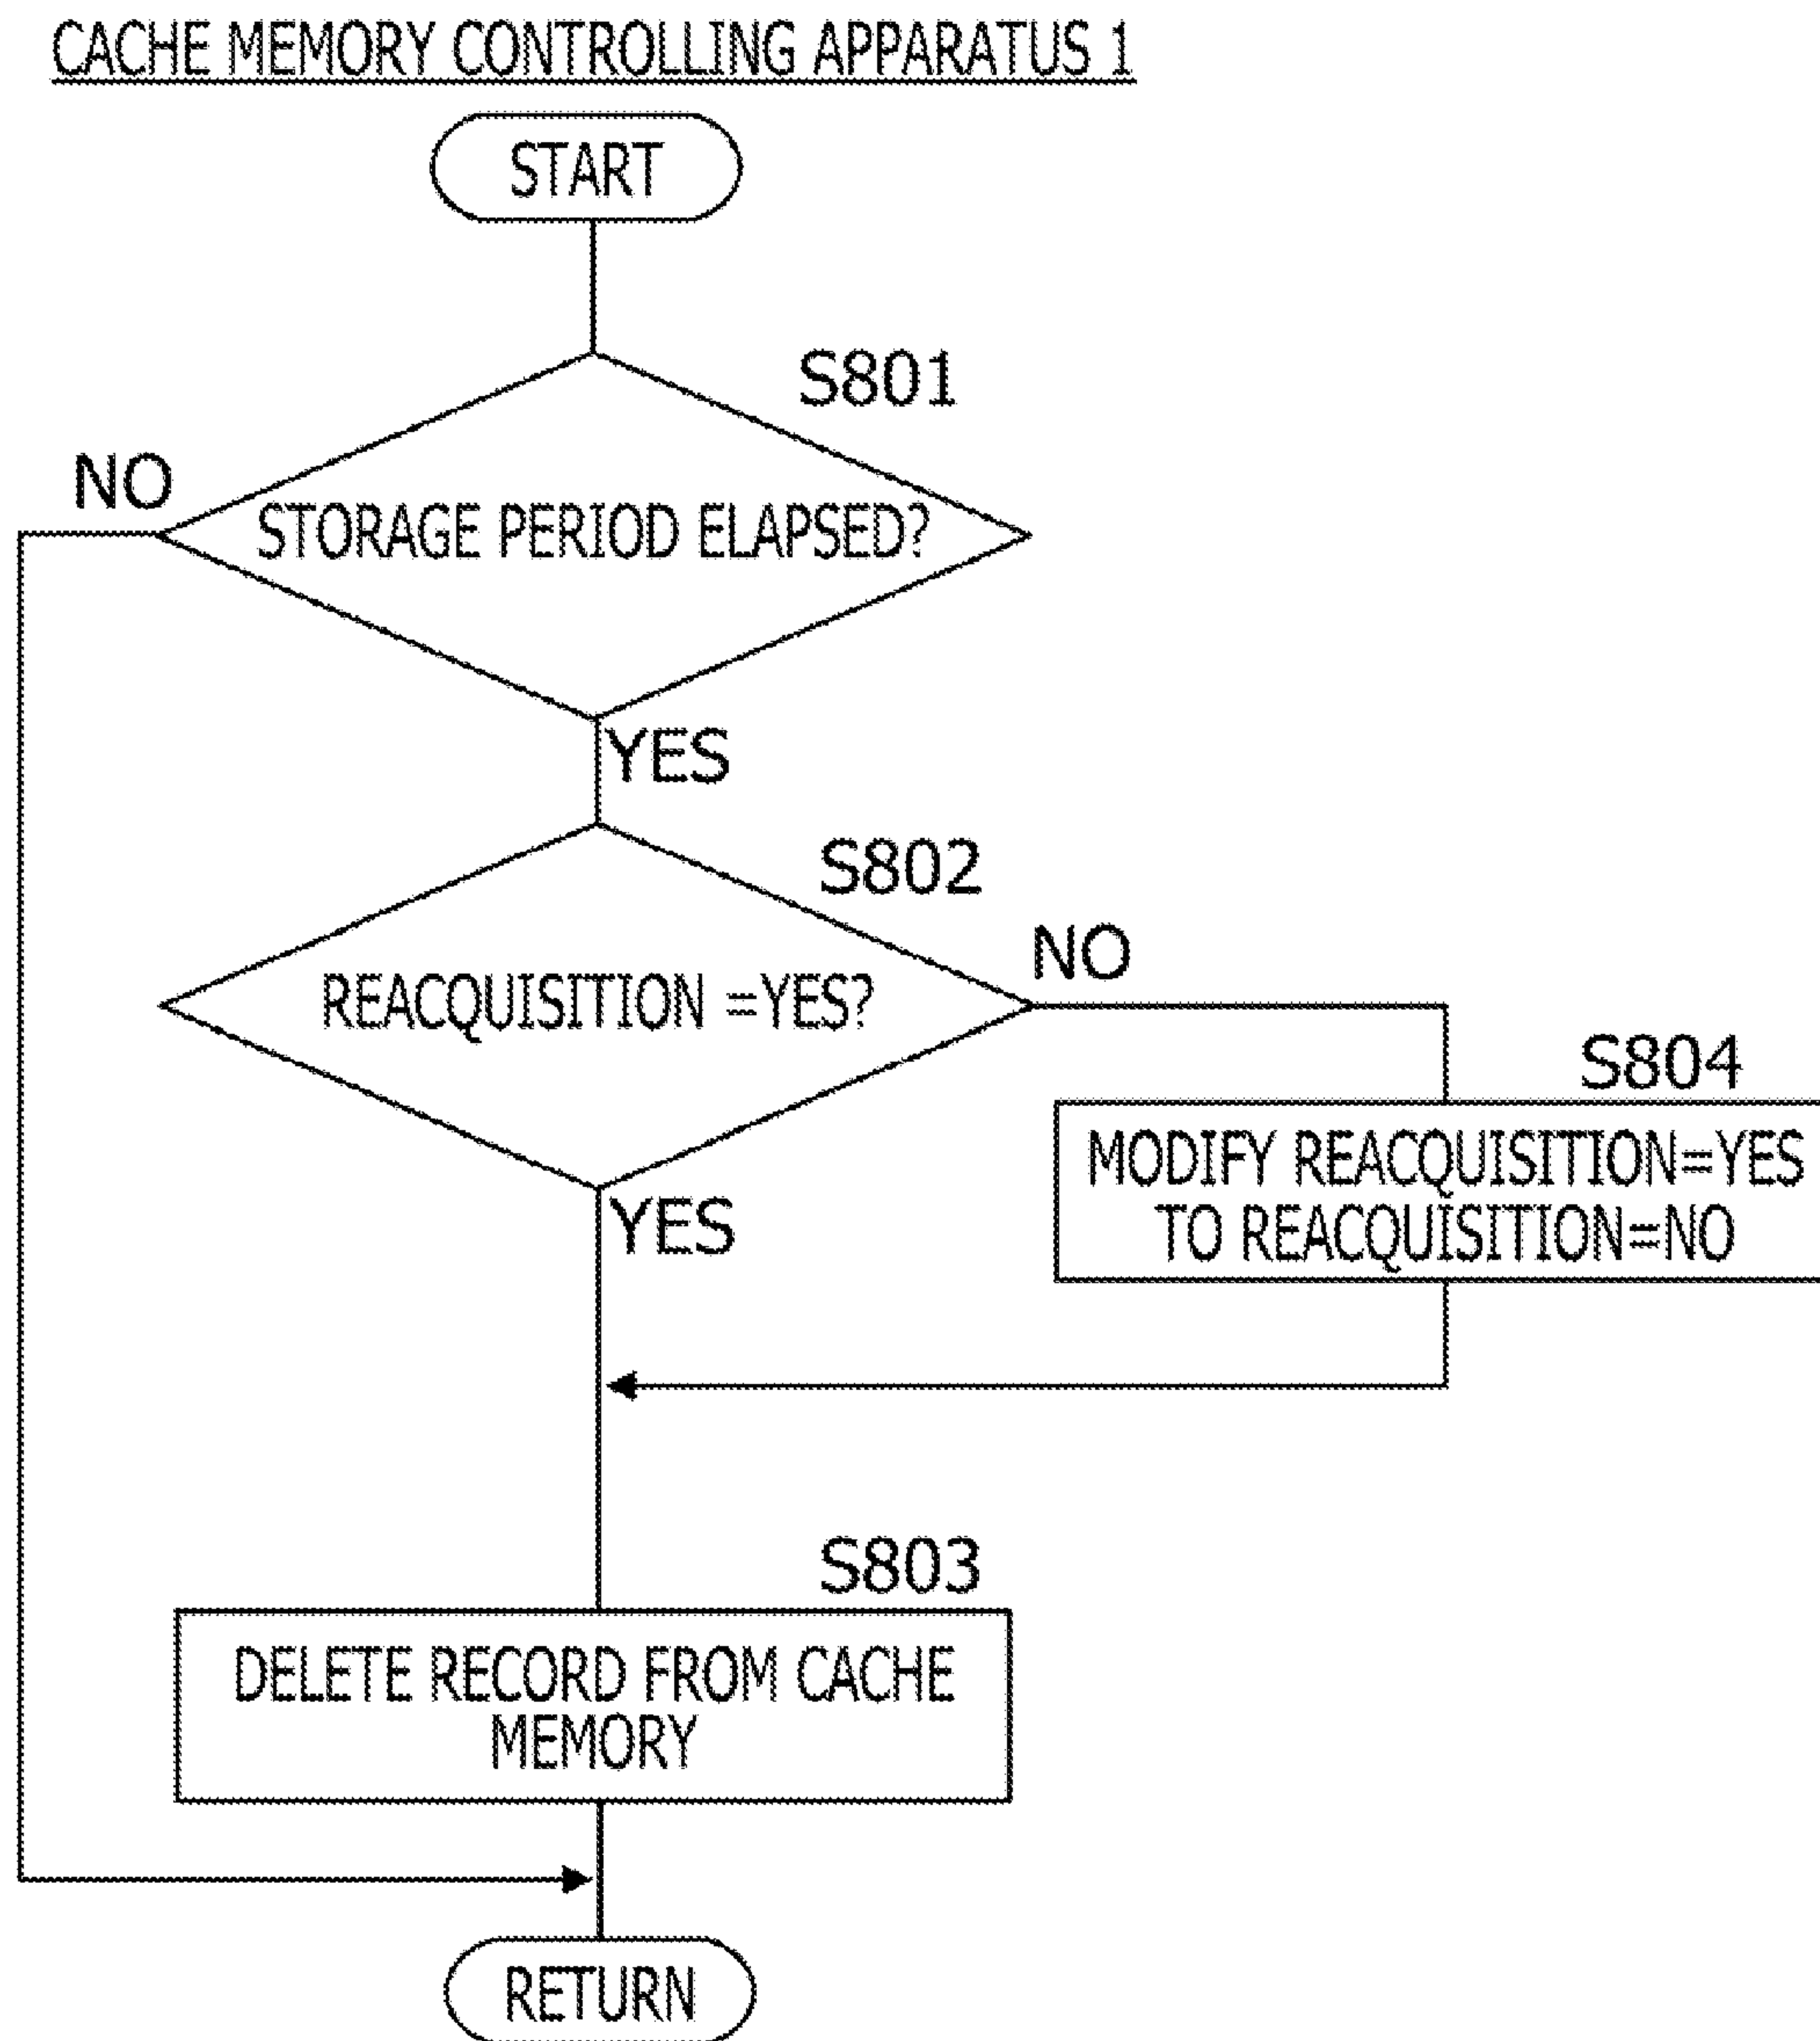 CACHE MEMORY CONTROLLING APPARATUS 1
START
S801
NO
STORAGE PERIOD ELAPSED?
YES
S802
NO
REACQUISITION =YES?
S804
MODIFY REACQUISITION=YES
TO REACQUISITION=NO
YES
S803
DELETE RECORD FROM CACHE
MEMORY
RETURN